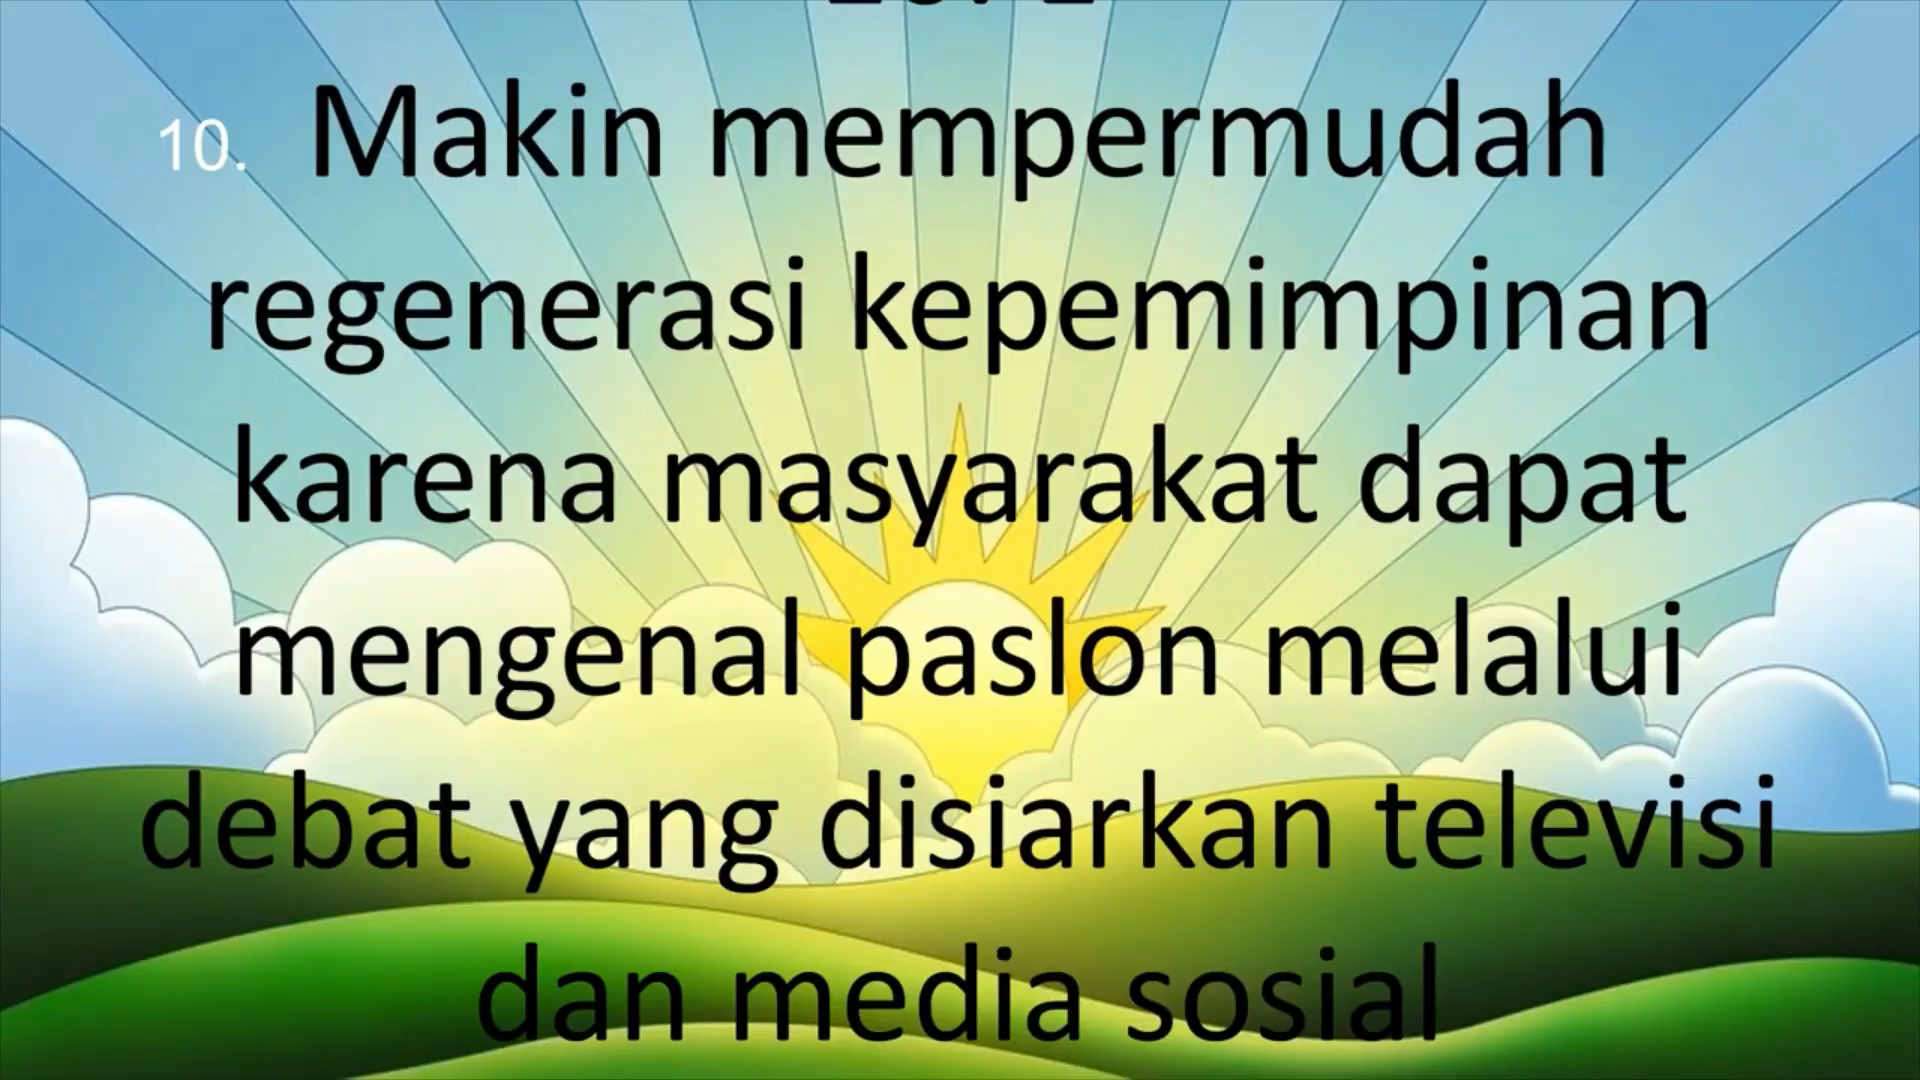 10. Makin mempermudah
regenerasi kepemimpinan
karena masyarakat dapat
mengenal paslon melalui
debat yang disiarkan televisi
dan media sosial